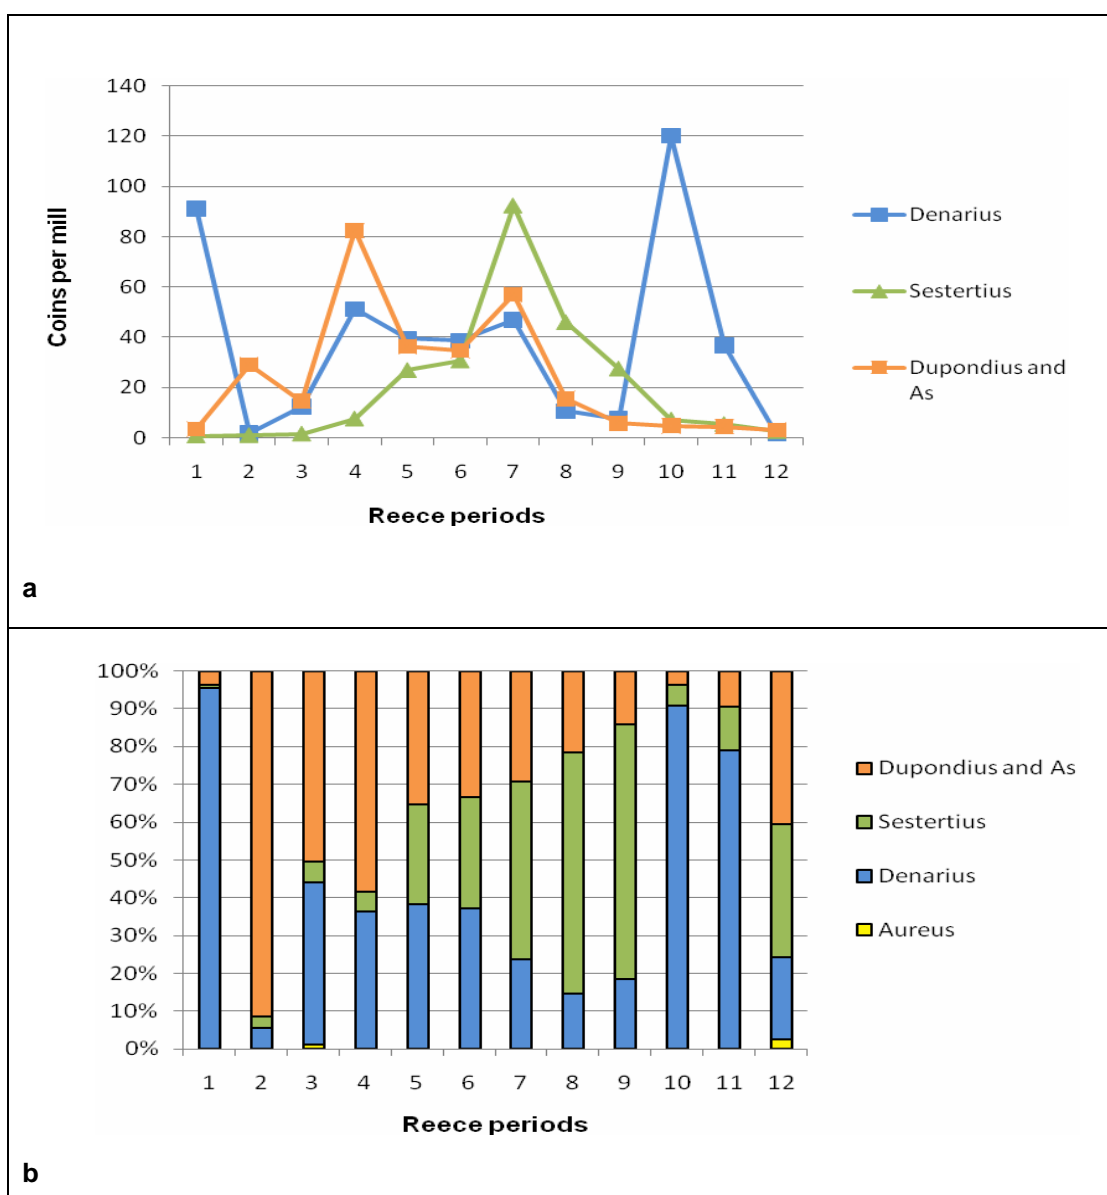 140
120
100
80
60
40
20
0
Coins per mill
1 2 3 4 5 6 7 8 9 10 11 12
Reece periods
Denarius
Sestertius
Dupondius and
As
a
100%
90%
80%
70%
60%
50%
40%
30%
20%
10%
0%
1 2 3 4 5 6 7 8 9 10 11 12
Reece periods
Dupondius and As
Sestertius
Denarius
Aureus
b